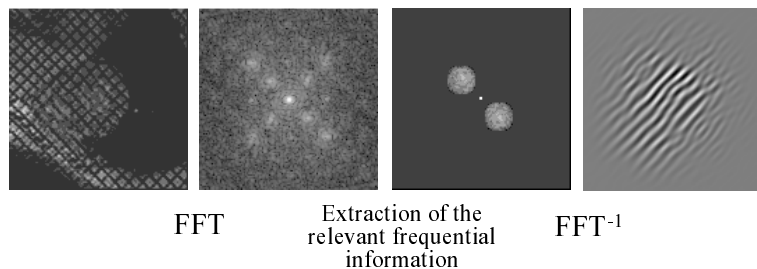 FFT
Extraction of the
relevant frequential
information
FFT-1